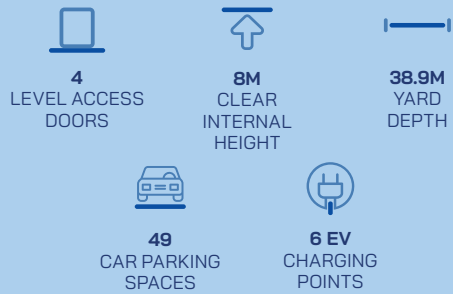 4
LEVEL ACCESS
DOORS
8M
CLEAR
INTERNAL
HEIGHT
38.9M
YARD
DEPTH
49
CAR PARKING
SPACES
6 EV
CHARGING
POINTS